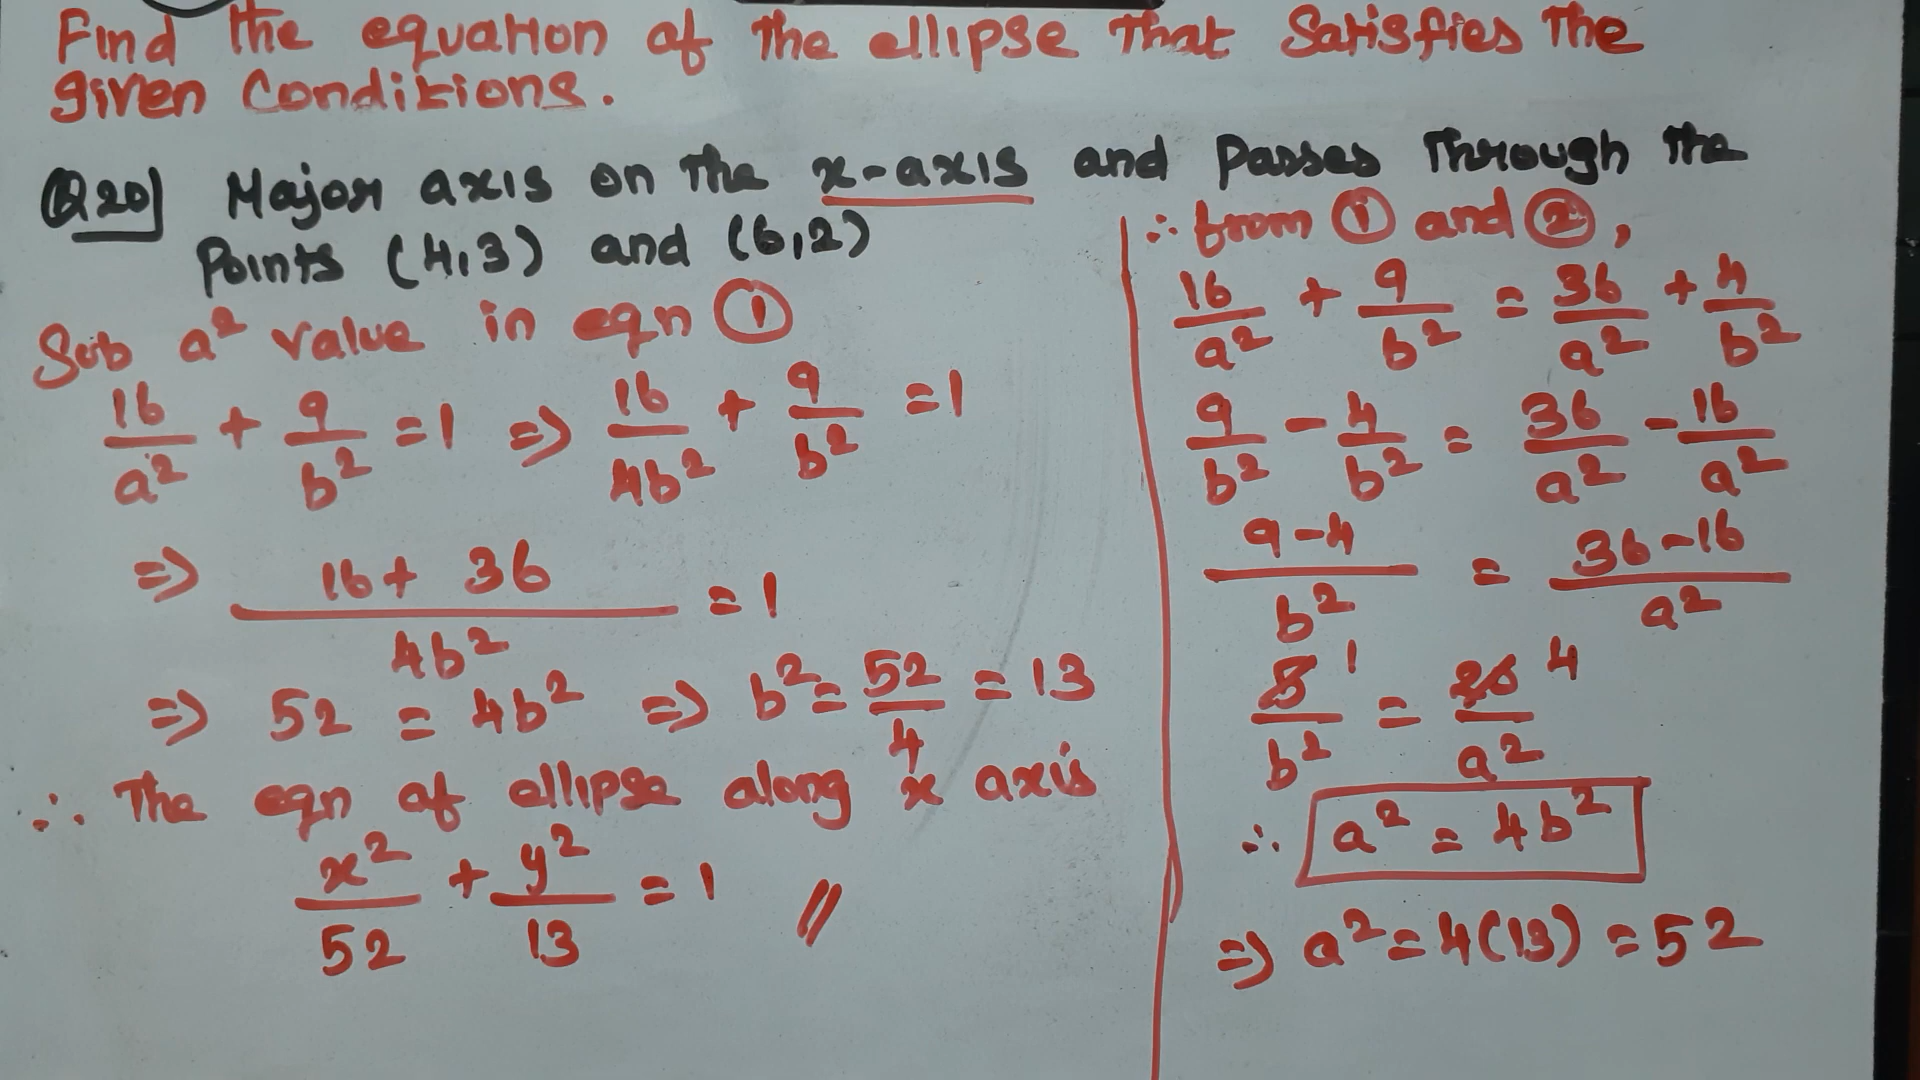 Find the equation of the ellipse that satisfies the
given conditions.
Q20) Major axis on the x-axis and passes through the
points (4,3) and (6,2)
Sub a² value in eqn ①
16/a² + 9/b² = 1 ⇒ 16/4b² + 9/b² = 1
⇒ (16 + 36)/4b² = 1
⇒ 52 = 4b² ⇒ b² = 52/4 = 13
∴ The eqn of ellipse along x axis
x²/52 + y²/13 = 1 //
∴ from ① and ②,
16/a² + 9/b² = 36/a² + 4/b²
9/b² - 4/b² = 36/a² - 16/a²
(9-4)/b² = (36-16)/a²
5 1/b² = 20 4/a²
∴ a² = 4b²
⇒ a² = 4(13) = 52